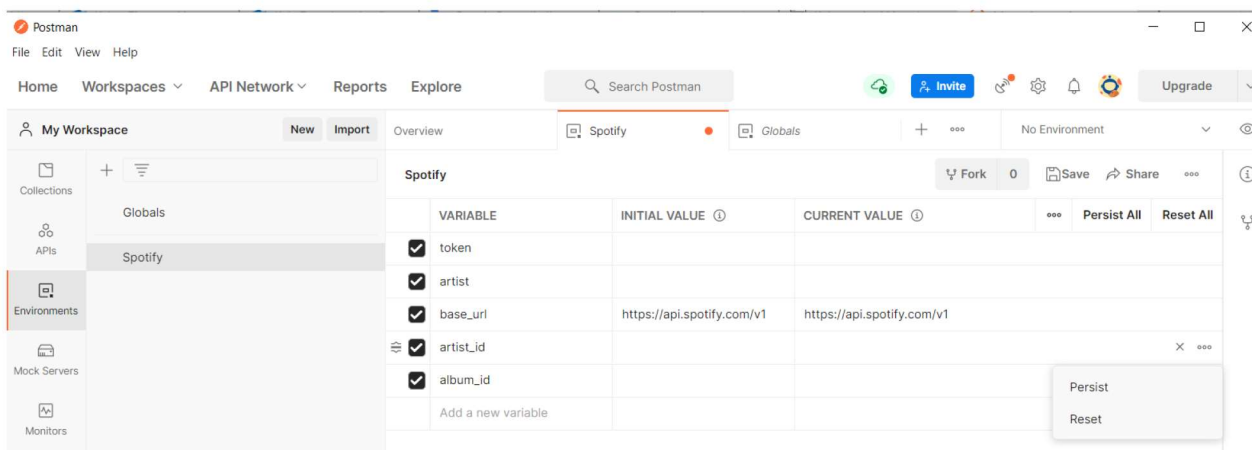 Postman
File Edit View Help
Home Workspaces API Network Reports Explore Search Postman Invite Upgrade
My Workspace New Import Overview Spotify Globals No Environment
Collections
APIs
Environments
Mock Servers
Monitors
Globals
Spotify
Spotify Fork 0 Save Share
VARIABLE INITIAL VALUE CURRENT VALUE Persist All Reset All
token
artist
base_url https://api.spotify.com/v1 https://api.spotify.com/v1
artist_id
album_id
Add a new variable
Persist
Reset